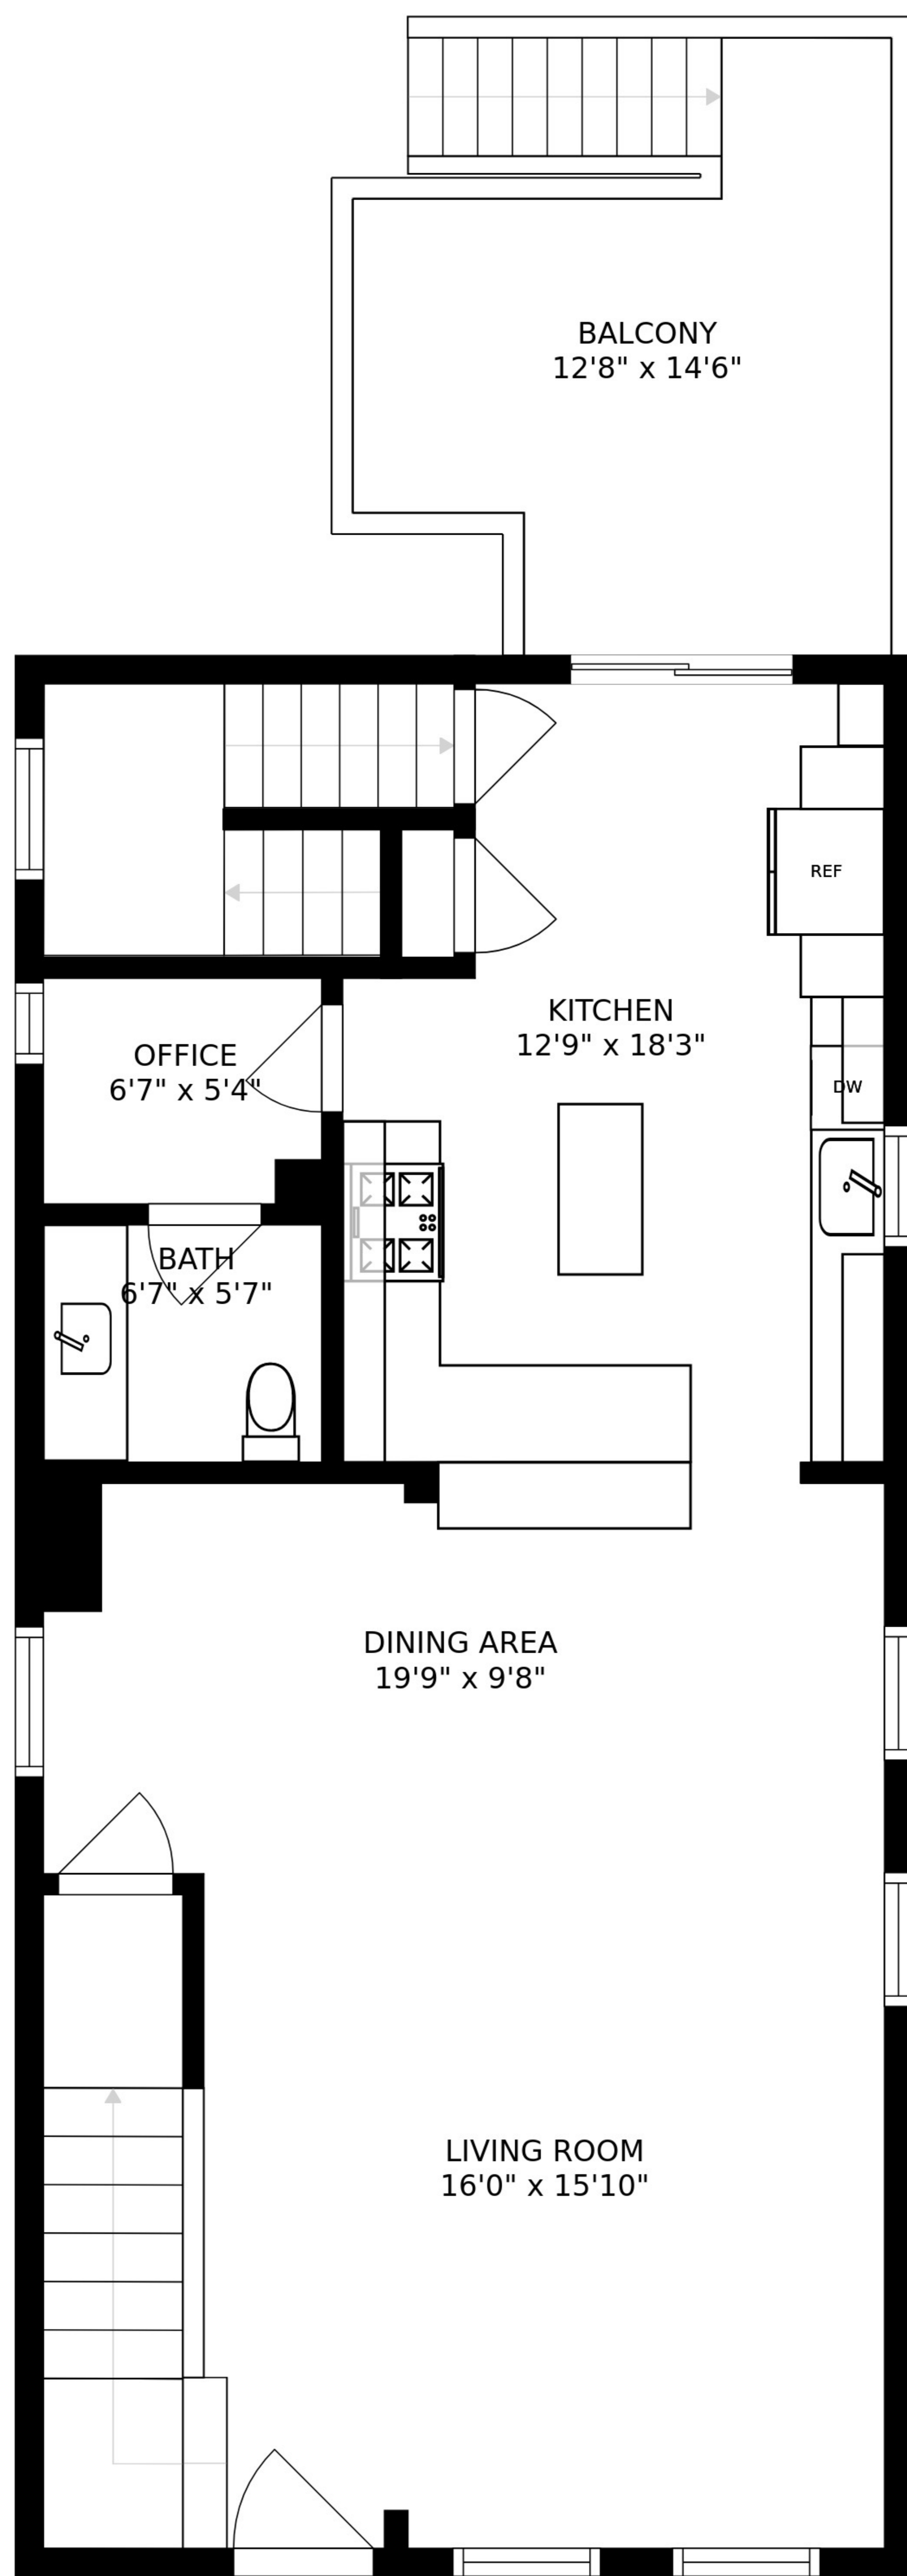 BALCONY
12'8" x 14'6"
REF
KITCHEN
12'9" x 18'3"
OFFICE
6'7" x 5'4"
DW
BATH
6'7" x 5'7"
DINING AREA
19'9" x 9'8"
LIVING ROOM
16'0" x 15'10"